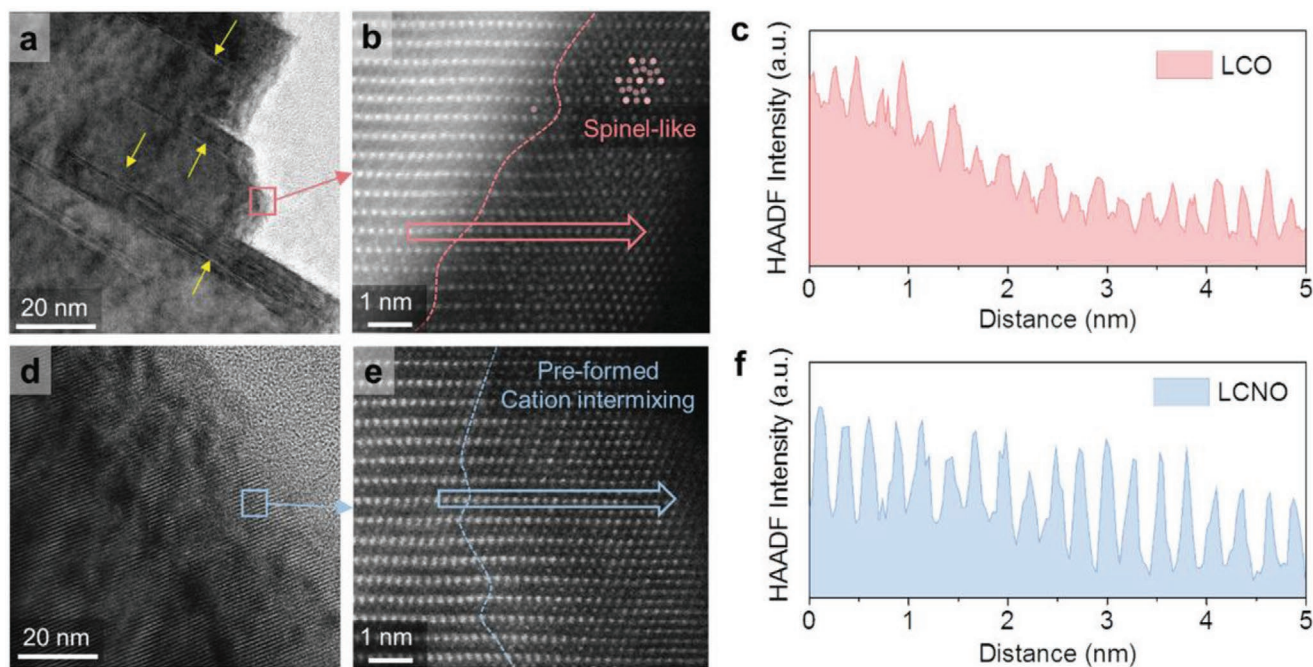 a
20 nm
b
Spinel-like
1 nm
c
HAADF Intensity (a.u.)
LCO
0 1 2 3 4 5
Distance (nm)
d
20 nm
e
Pre-formed
Cation intermixing
1 nm
f
HAADF Intensity (a.u.)
LCNO
0 1 2 3 4 5
Distance (nm)